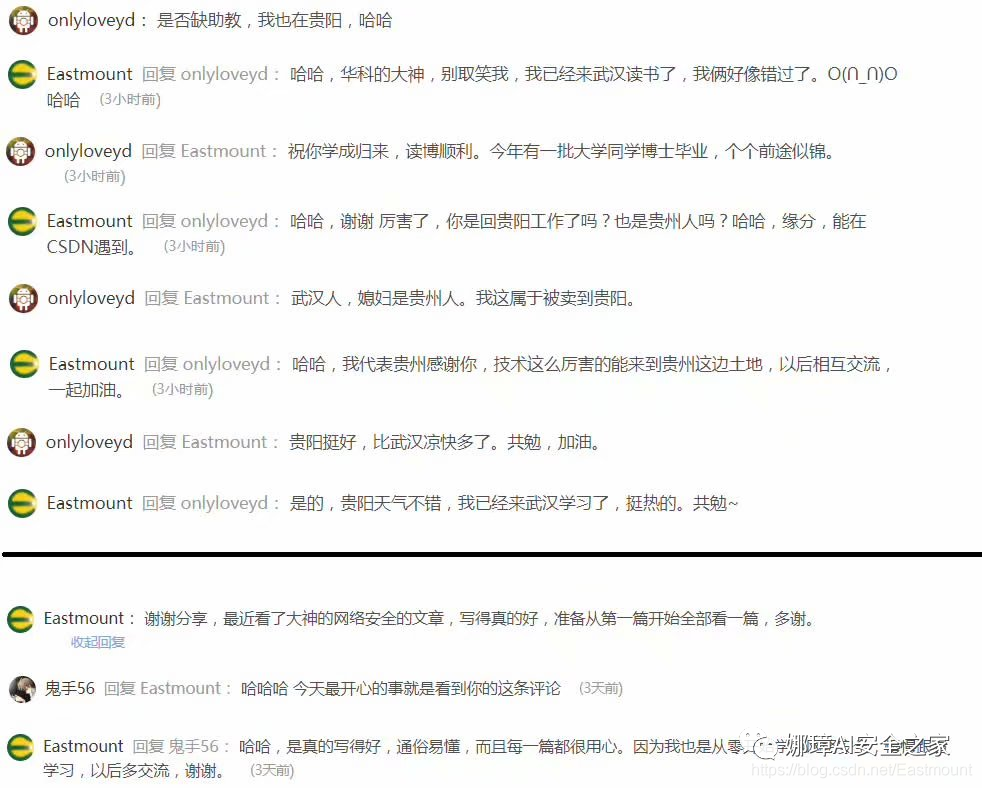 onlyloveyd： 是否缺助教，我也在贵阳，哈哈
Eastmount 回复 onlyloveyd： 哈哈，华科的大神，别取笑我，我已经来武汉读书了，我俩好像错过了。O(∩_∩)O
哈哈 (3小时前)
onlyloveyd 回复 Eastmount： 祝你学成归来，读博顺利。今年有一批大学同学博士毕业，个个前途似锦。
(3小时前)
Eastmount 回复 onlyloveyd： 哈哈，谢谢 厉害了，你是回贵阳工作了吗？也是贵州人吗？哈哈，缘分，能在
CSDN遇到。 (3小时前)
onlyloveyd 回复 Eastmount： 武汉人，媳妇是贵州人。我这属于被卖到贵阳。
Eastmount 回复 onlyloveyd： 哈哈，我代表贵州感谢你，技术这么厉害的能来到贵州这边土地，以后相互交流，
一起加油。 (3小时前)
onlyloveyd 回复 Eastmount： 贵阳挺好，比武汉凉快多了。共勉，加油。
Eastmount 回复 onlyloveyd： 是的，贵阳天气不错，我已经来武汉学习了，挺热的。共勉~
Eastmount： 谢谢分享，最近看了大神的网络安全的文章，写得真的好，准备从第一篇开始全部看一篇，多谢。
收起回复
鬼手56 回复 Eastmount： 哈哈哈 今天最开心的事就是看到你的这条评论 (3天前)
Eastmount 回复 鬼手56： 哈哈，是真的写得好，通俗易懂，而且每一篇都很用心。因为我也是从零
娜璋AI安全之家
学习，以后多交流，谢谢。 (3天前)
https://blog.csdn.net/Eastmount